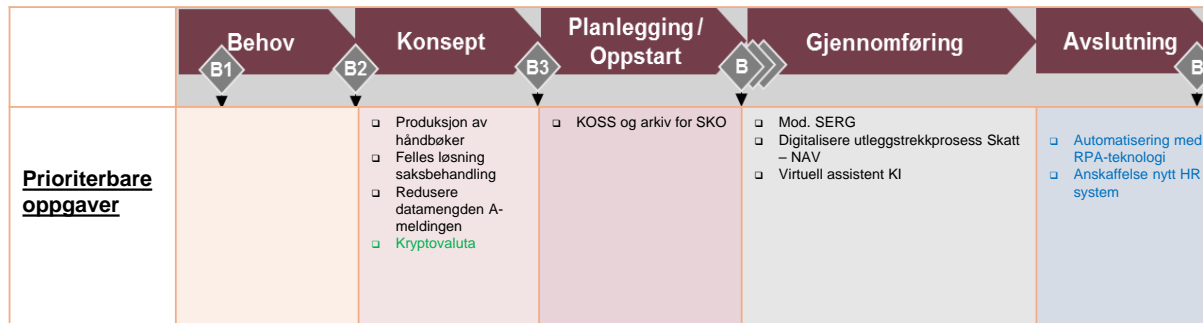 Behov
Konsept
Planlegging /
Oppstart
Gjennomføring
Avslutning
B1
B2
B3
B
B
Prioriterbare
oppgaver
Produksjon av
håndbøker
Felles løsning
saksbehandling
Redusere
datamengden A-
meldingen
Kryptovaluta
KOSS og arkiv for SKO
Mod. SERG
Digitalisere utleggstrekkprosess Skatt
– NAV
Virtuell assistent KI
Automatisering med
RPA-teknologi
Anskaffelse nytt HR
system